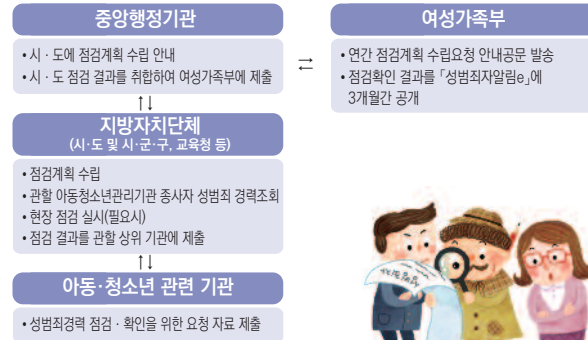 중앙행정기관
• 시 · 도에 점검계획 수립 안내
• 시 · 도 점검 결과를 취합하여 여성가족부에 제출
⇄
여성가족부
• 연간 점검계획 수립요청 안내공문 발송
• 점검확인 결과를 「성범죄자알림e」에
3개월간 공개
↑↓
지방자치단체
(시·도 및 시·군·구, 교육청 등)
• 점검계획 수립
• 관할 아동청소년관리기관 종사자 성범죄 경력조회
• 현장 점검 실시(필요시)
• 점검 결과를 관할 상위 기관에 제출
↑↓
아동·청소년 관련 기관
• 성범죄경력 점검 · 확인을 위한 요청 자료 제출